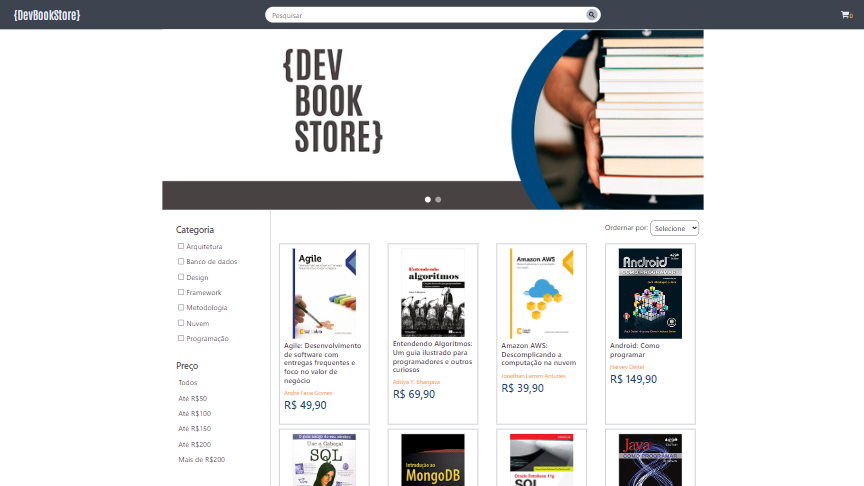 {DevBookStore}
Pesquisar
0
{DEV
BOOK
STORE}
Categoria
Arquitetura
Banco de dados
Design
Framework
Metodologia
Nuvem
Programação
Preço
Todos
Até R$50
Até R$100
Até R$150
Até R$200
Mais de R$200
Ordernar por:
Selecione
Agile
Agile: Desenvolvimento
de software com
entregas frequentes e
foco no valor de
negócio
André Faria Gomes
R$ 49,90
Entendendo
algoritmos
Entendendo Algoritmos:
Um guia ilustrado para
programadores e outros
curiosos
Aditya Y. Bhargava
R$ 69,90
Amazon AWS
Amazon AWS:
Descomplicando a
computação na nuvem
Jonathan Lamim Antunes
R$ 39,90
Android
COMO PROGRAMAR
Android: Como
programar
Harvey Deitel
R$ 149,90
Use a Cabeça!
SQL
Introdução ao
MongoDB
Oracle Database 11g
SQL
Java
COMO PROGRAMAR